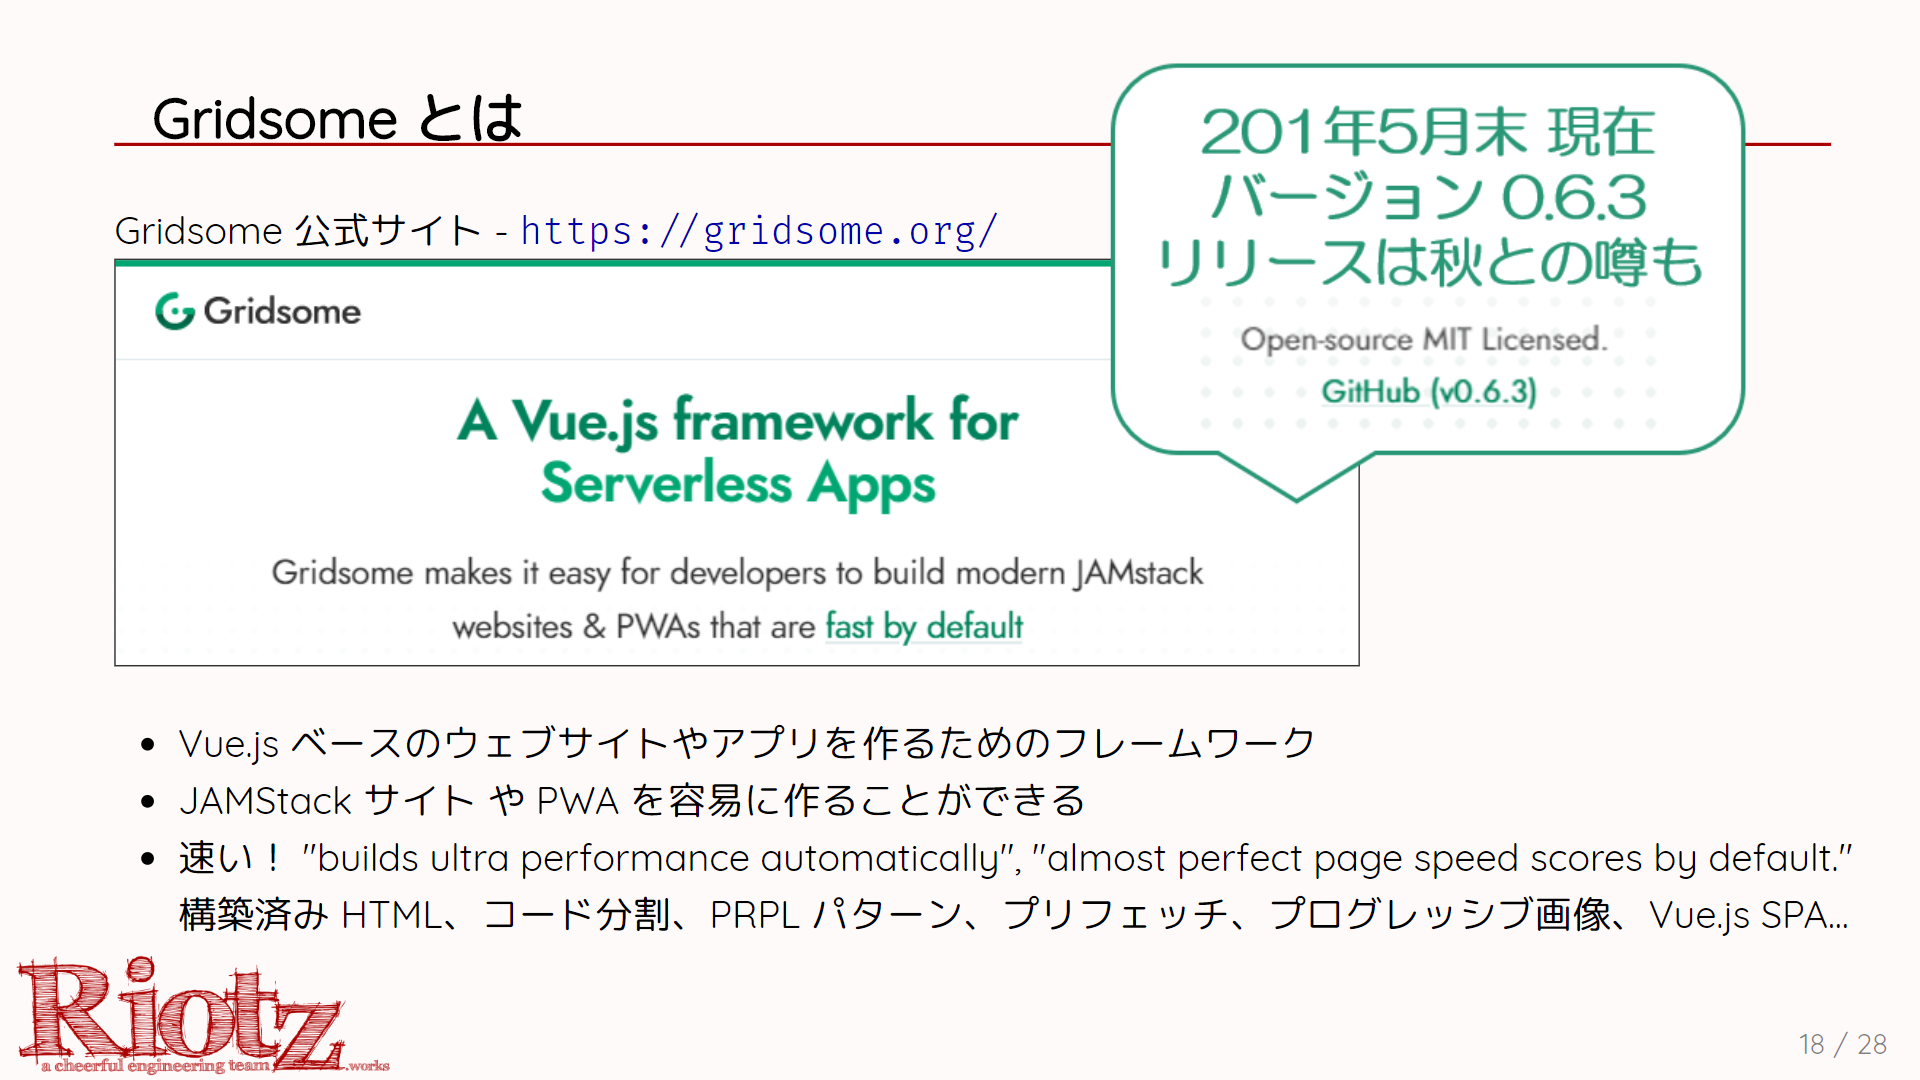 Gridsome とは
201年5月末 現在
バージョン 0.6.3
リリースは秋との噂も
Open-source MIT Licensed.
GitHub (v0.6.3)
Gridsome 公式サイト - https://gridsome.org/
Gridsome
A Vue.js framework for
Serverless Apps
Gridsome makes it easy for developers to build modern JAMstack
websites & PWAs that are fast by default
• Vue.js ベースのウェブサイトやアプリを作るためのフレームワーク
• JAMStack サイト や PWA を容易に作ることができる
• 速い！ "builds ultra performance automatically", "almost perfect page speed scores by default."
構築済み HTML、コード分割、PRPL パターン、プリフェッチ、プログレッシブ画像、Vue.js SPA...
Riotz
a cheerful engineering team .works
18 / 28